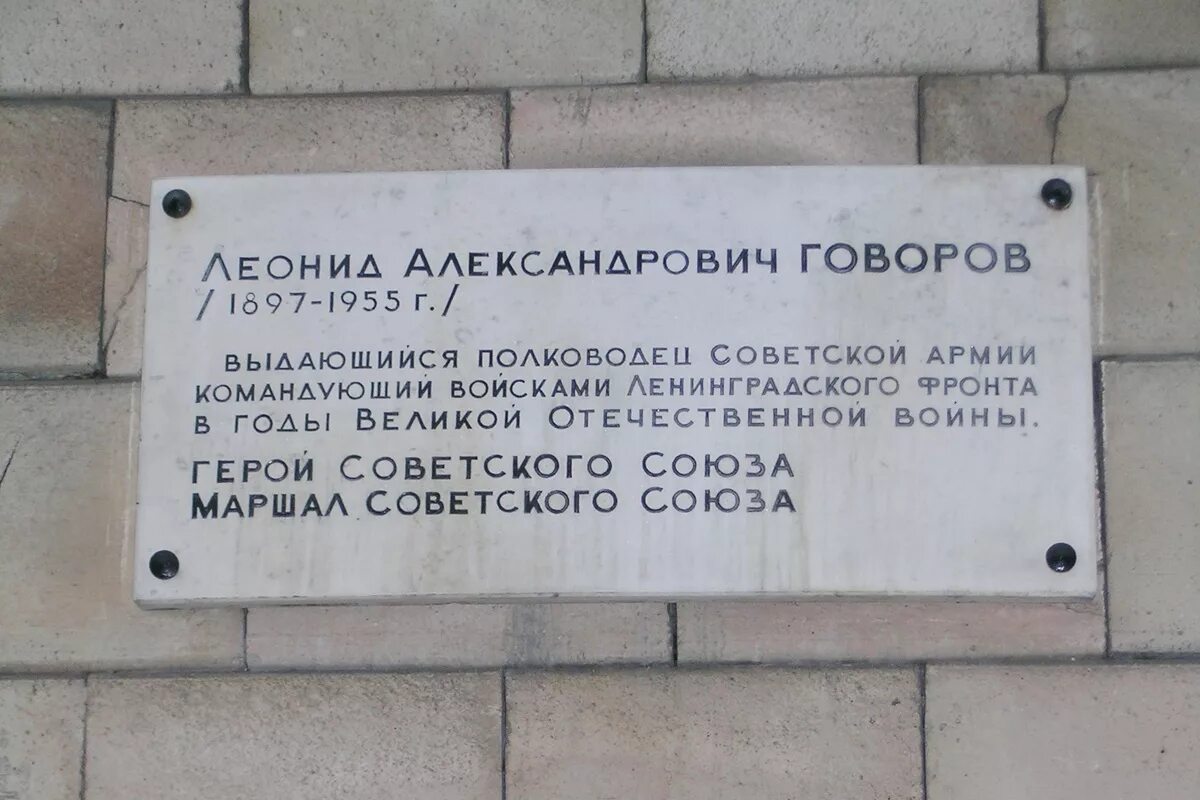 Леонид Александрович ГОВОРОВ
/1897-1955 г./
выдающийся полководец Советской Армии
командующий войсками Ленинградского фронта
в годы Великой Отечественной войны.
Герой Советского Союза
Маршал Советского Союза